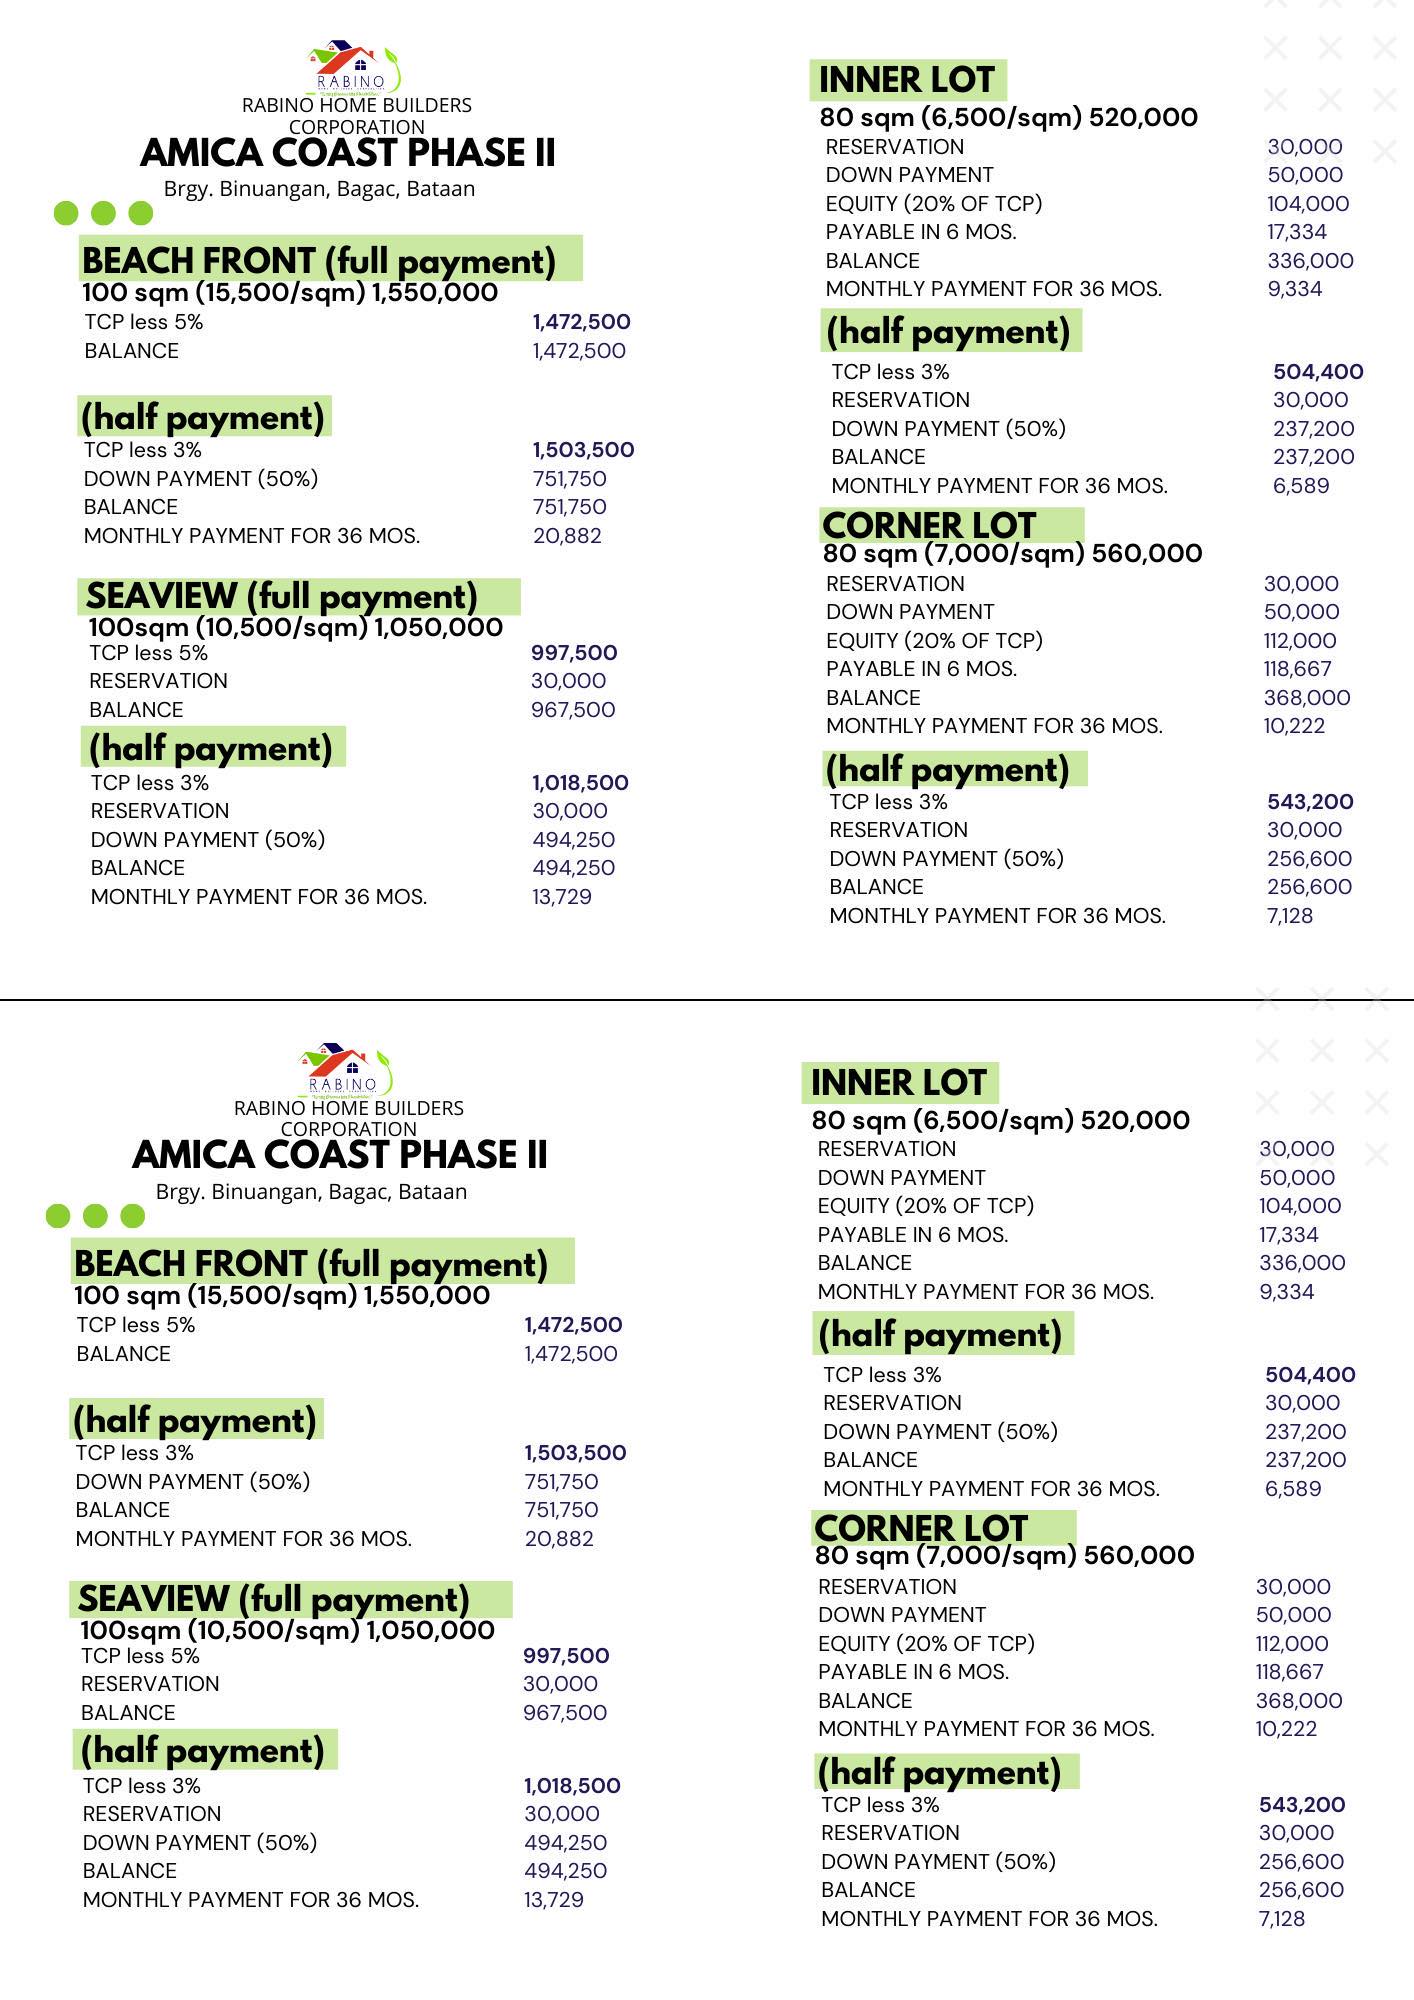 RABINO
RABINO HOME BUILDERS
CORPORATION
AMICA COAST PHASE II
Brgy. Binuangan, Bagac, Bataan
BEACH FRONT (full payment)
100 sqm (15,500/sqm) 1,550,000
TCP less 5% 1,472,500
BALANCE 1,472,500
(half payment)
TCP less 3% 1,503,500
DOWN PAYMENT (50%) 751,750
BALANCE 751,750
MONTHLY PAYMENT FOR 36 MOS. 20,882
SEAVIEW (full payment)
100sqm (10,500/sqm) 1,050,000
TCP less 5% 997,500
RESERVATION 30,000
BALANCE 967,500
(half payment)
TCP less 3% 1,018,500
RESERVATION 30,000
DOWN PAYMENT (50%) 494,250
BALANCE 494,250
MONTHLY PAYMENT FOR 36 MOS. 13,729
INNER LOT
80 sqm (6,500/sqm) 520,000
RESERVATION 30,000
DOWN PAYMENT 50,000
EQUITY (20% OF TCP) 104,000
PAYABLE IN 6 MOS. 17,334
BALANCE 336,000
MONTHLY PAYMENT FOR 36 MOS. 9,334
(half payment)
TCP less 3% 504,400
RESERVATION 30,000
DOWN PAYMENT (50%) 237,200
BALANCE 237,200
MONTHLY PAYMENT FOR 36 MOS. 6,589
CORNER LOT
80 sqm (7,000/sqm) 560,000
RESERVATION 30,000
DOWN PAYMENT 50,000
EQUITY (20% OF TCP) 112,000
PAYABLE IN 6 MOS. 118,667
BALANCE 368,000
MONTHLY PAYMENT FOR 36 MOS. 10,222
(half payment)
TCP less 3% 543,200
RESERVATION 30,000
DOWN PAYMENT (50%) 256,600
BALANCE 256,600
MONTHLY PAYMENT FOR 36 MOS. 7,128
RABINO
RABINO HOME BUILDERS
CORPORATION
AMICA COAST PHASE II
Brgy. Binuangan, Bagac, Bataan
BEACH FRONT (full payment)
100 sqm (15,500/sqm) 1,550,000
TCP less 5% 1,472,500
BALANCE 1,472,500
(half payment)
TCP less 3% 1,503,500
DOWN PAYMENT (50%) 751,750
BALANCE 751,750
MONTHLY PAYMENT FOR 36 MOS. 20,882
SEAVIEW (full payment)
100sqm (10,500/sqm) 1,050,000
TCP less 5% 997,500
RESERVATION 30,000
BALANCE 967,500
(half payment)
TCP less 3% 1,018,500
RESERVATION 30,000
DOWN PAYMENT (50%) 494,250
BALANCE 494,250
MONTHLY PAYMENT FOR 36 MOS. 13,729
INNER LOT
80 sqm (6,500/sqm) 520,000
RESERVATION 30,000
DOWN PAYMENT 50,000
EQUITY (20% OF TCP) 104,000
PAYABLE IN 6 MOS. 17,334
BALANCE 336,000
MONTHLY PAYMENT FOR 36 MOS. 9,334
(half payment)
TCP less 3% 504,400
RESERVATION 30,000
DOWN PAYMENT (50%) 237,200
BALANCE 237,200
MONTHLY PAYMENT FOR 36 MOS. 6,589
CORNER LOT
80 sqm (7,000/sqm) 560,000
RESERVATION 30,000
DOWN PAYMENT 50,000
EQUITY (20% OF TCP) 112,000
PAYABLE IN 6 MOS. 118,667
BALANCE 368,000
MONTHLY PAYMENT FOR 36 MOS. 10,222
(half payment)
TCP less 3% 543,200
RESERVATION 30,000
DOWN PAYMENT (50%) 256,600
BALANCE 256,600
MONTHLY PAYMENT FOR 36 MOS. 7,128